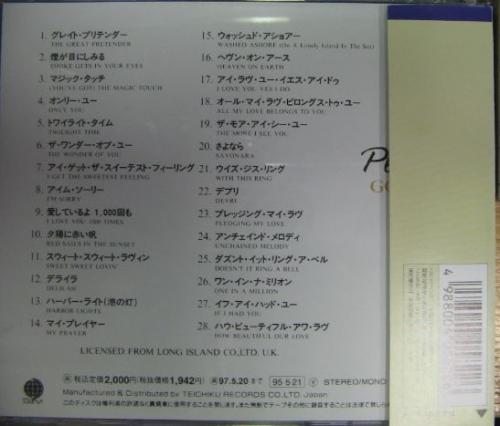 1. グレイト・プリテンダー
THE GREAT PRETENDER
2. 煙が目にしみる
SMOKE GETS IN YOUR EYES
3. マジック・タッチ
(YOU'VE GOT) THE MAGIC TOUCH
4. オンリー・ユー
ONLY YOU
5. トワイライト・タイム
TWILIGHT TIME
6. ザ・ワンダー・オブ・ユー
THE WONDER OF YOU
7. アイ・ゲット・ザ・スイーテスト・フィーリング
I GET THE SWEETEST FEELING
8. アイム・ソーリー
I'M SORRY
9. 愛しているよ 1,000回も
I LOVE YOU 1000 TIMES
10. 夕陽に赤い帆
RED SAILS IN THE SUNSET
11. スウィート・スウィート・ラヴィン
SWEET SWEET LOVIN'
12. デライラ
DELILAH
13. ハーバー・ライト(港の灯)
HARBOR LIGHTS
14. マイ・プレイヤー
MY PRAYER
15. ウォッシュド・アショアー
WASHED ASHORE (On A Lonely Island In The Sea)
16. ヘヴン・オン・アース
HEAVEN ON EARTH
17. アイ・ラヴ・ユー・イエス・アイ・ドゥ
I LOVE YOU YES I DO
18. オール・マイ・ラヴ・ビロングス・トゥ・ユー
ALL MY LOVE BELONGS TO YOU
19. ザ・モア・アイ・シー・ユー
THE MORE I SEE YOU
20. さよなら
SAYONARA
21. ウィズ・ジス・リング
WITH THIS RING
22. デブリ
DEVRI
23. プレッジング・マイ・ラヴ
PLEDGING MY LOVE
24. アンチェインド・メロディ
UNCHAINED MELODY
25. ダズント・イット・リング・ア・ベル
DOESN'T IT RING A BELL
26. ワン・イン・ナ・ミリオン
ONE IN A MILLION
27. イフ・アイ・ハッド・ユー
IF I HAD YOU
28. ハウ・ビューティフル・アワ・ラヴ
HOW BEAUTIFUL OUR LOVE
LICENSED FROM LONG ISLAND CO,LTD. U.K.
税込定価2,000円(税抜価格1,942円) 97.5.20まで 95 5 21 STEREO/MONO
Manufactured & Distributed by TEICHIKU RECORDS CO.,LTD. Japan